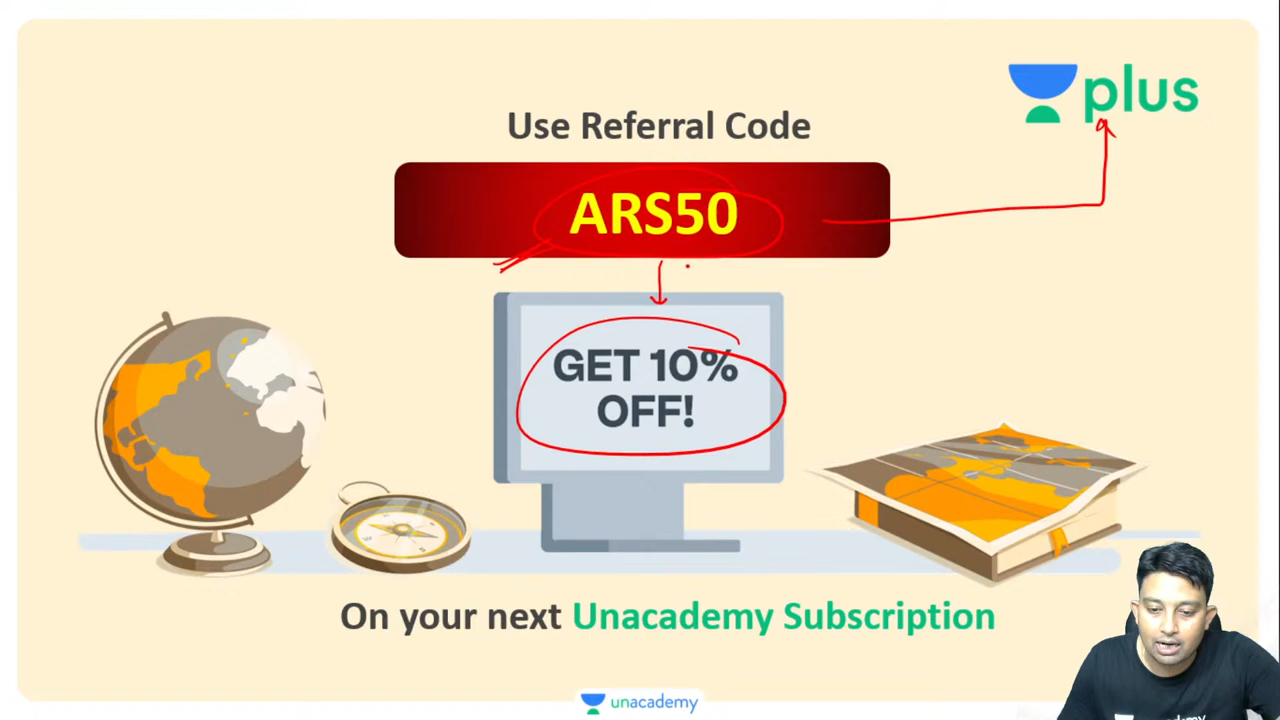 plus
Use Referral Code
ARS50
GET 10%
OFF!
On your next Unacademy Subscription
unacademy